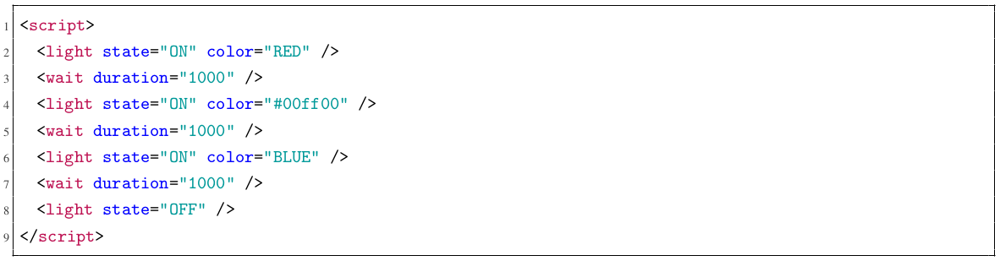 1 <script>
2   <light state="ON" color="RED" />
3   <wait duration="1000" />
4   <light state="ON" color="#00ff00" />
5   <wait duration="1000" />
6   <light state="ON" color="BLUE" />
7   <wait duration="1000" />
8   <light state="OFF" />
9 </script>